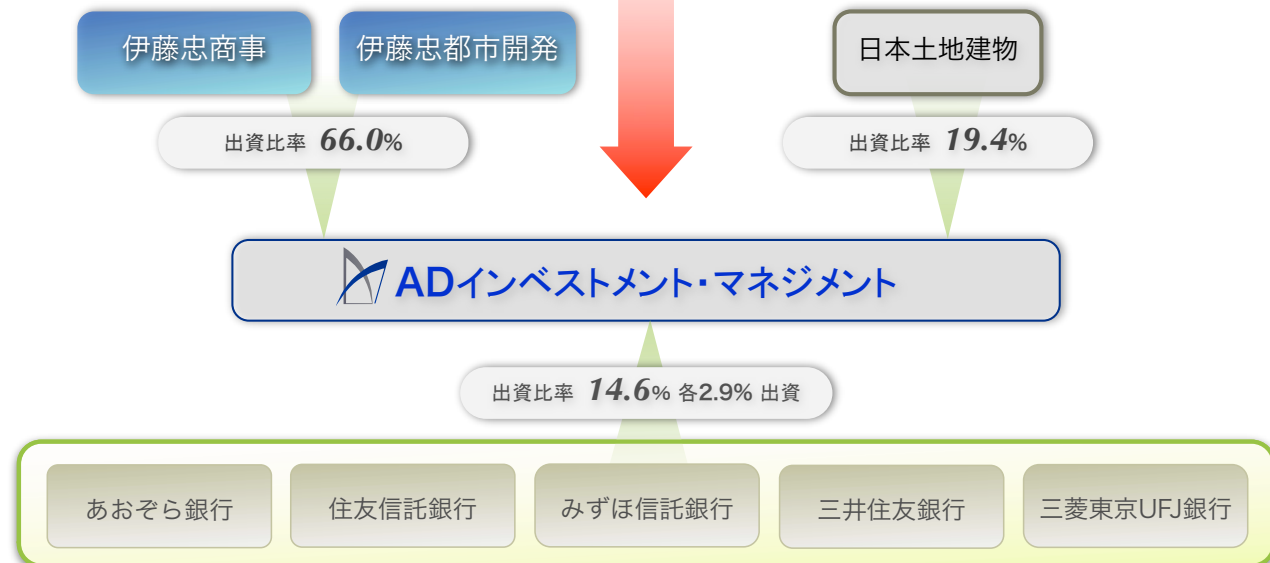 伊藤忠商事
伊藤忠都市開発
日本土地建物
出資比率 66.0%
出資比率 19.4%
ADインベストメント・マネジメント
出資比率 14.6% 各2.9% 出資
あおぞら銀行
住友信託銀行
みずほ信託銀行
三井住友銀行
三菱東京UFJ銀行